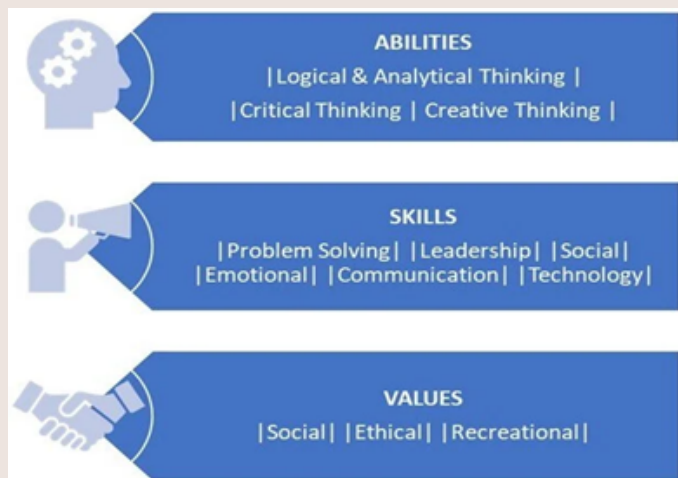 ABILITIES
|Logical & Analytical Thinking |
|Critical Thinking | Creative Thinking |
SKILLS
|Problem Solving| |Leadership| |Social|
|Emotional| |Communication| |Technology|
VALUES
|Social| |Ethical| |Recreational|